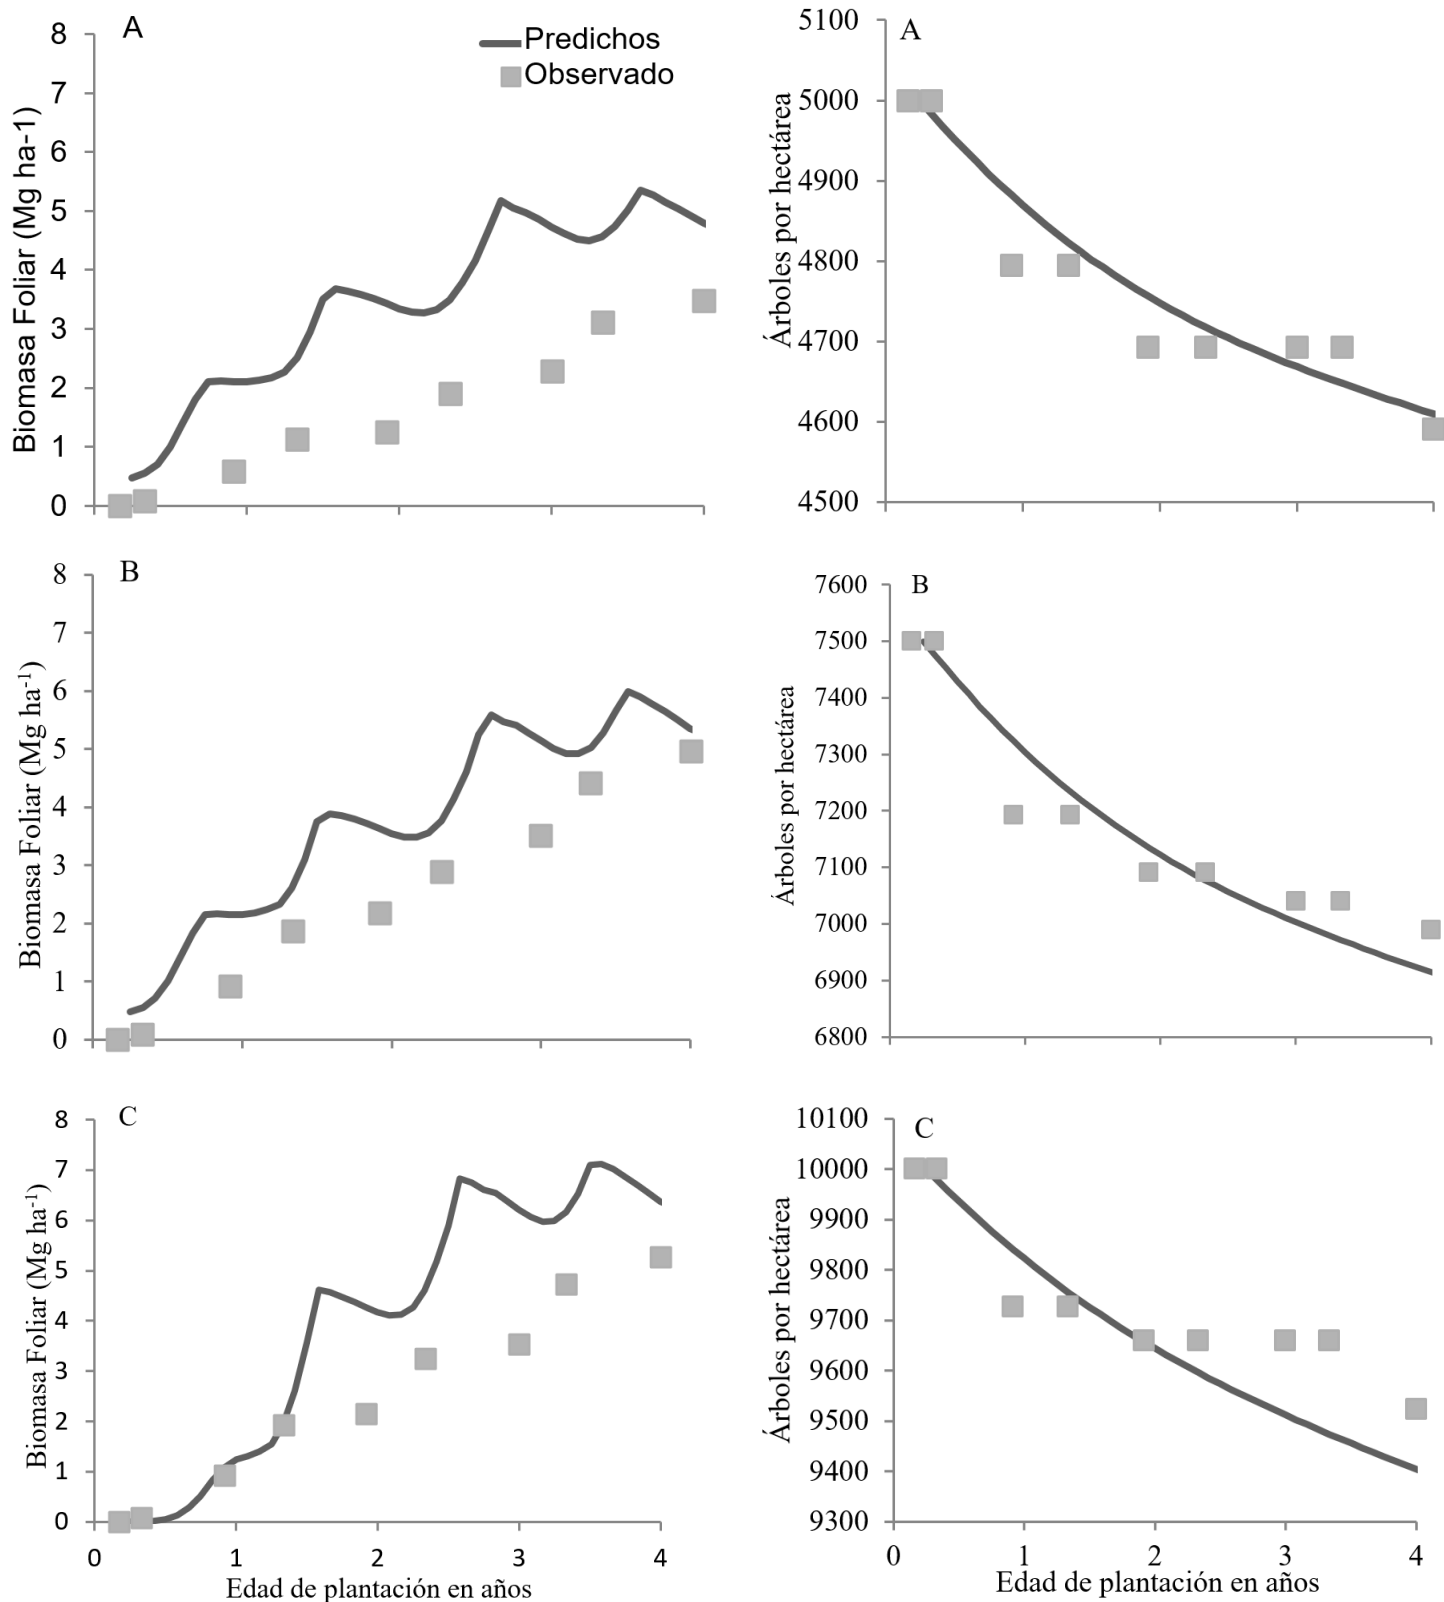 A
Predichos
Observado
Biomasa Foliar (Mg ha-1)
8
7
6
5
4
3
2
1
0
A
Árboles por hectárea
5100
5000
4900
4800
4700
4600
4500
B
Biomasa Foliar (Mg ha-1)
8
7
6
5
4
3
2
1
0
B
Árboles por hectárea
7600
7500
7400
7300
7200
7100
7000
6900
6800
C
Biomasa Foliar (Mg ha-1)
8
7
6
5
4
3
2
1
0
0 1 2 3 4
Edad de plantación en años
C
Árboles por hectárea
10100
10000
9900
9800
9700
9600
9500
9400
9300
0 1 2 3 4
Edad de plantación en años